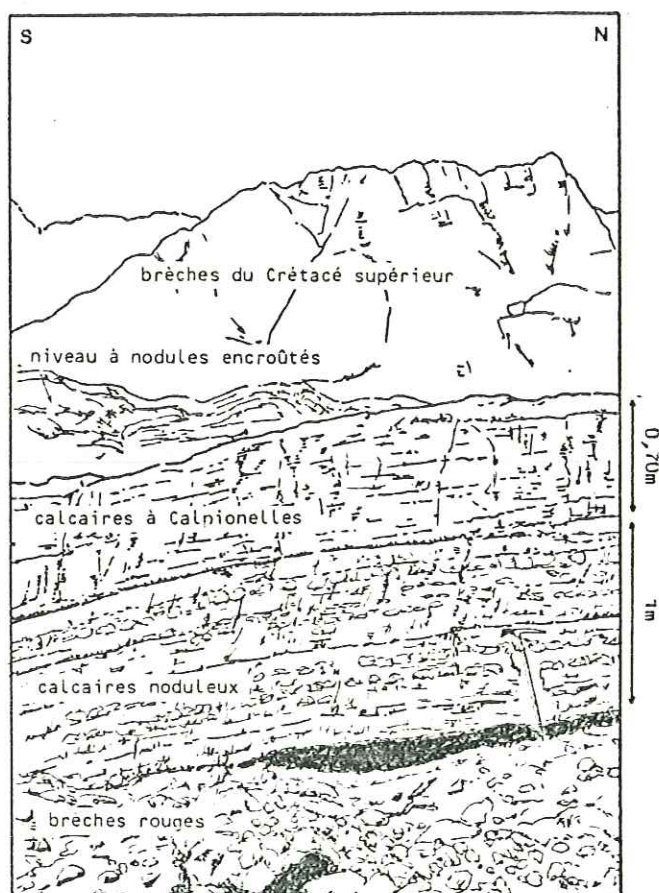 S N
brèches du Crétacé supérieur
niveau à nodules encroûtés
0,70m
calcaires à Calpionelles
1m
calcaires noduleux
brèches rouges